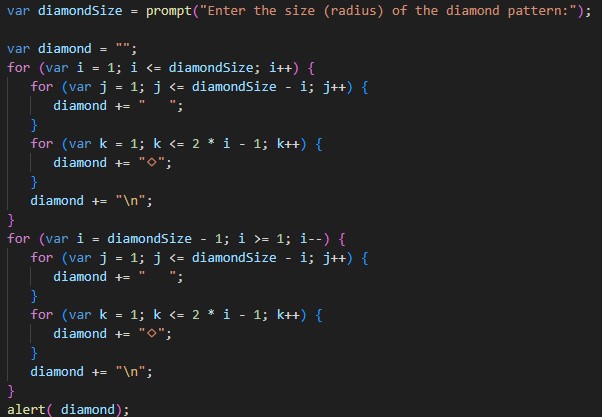 var diamondSize = prompt("Enter the size (radius) of the diamond pattern:");

var diamond = "";
for (var i = 1; i <= diamondSize; i++) {
   for (var j = 1; j <= diamondSize - i; j++) {
      diamond += "   ";
   }
   for (var k = 1; k <= 2 * i - 1; k++) {
      diamond += "◇";
   }
   diamond += "\n";
}
for (var i = diamondSize - 1; i >= 1; i--) {
   for (var j = 1; j <= diamondSize - i; j++) {
      diamond += "   ";
   }
   for (var k = 1; k <= 2 * i - 1; k++) {
      diamond += "◇";
   }
   diamond += "\n";
}
alert( diamond);